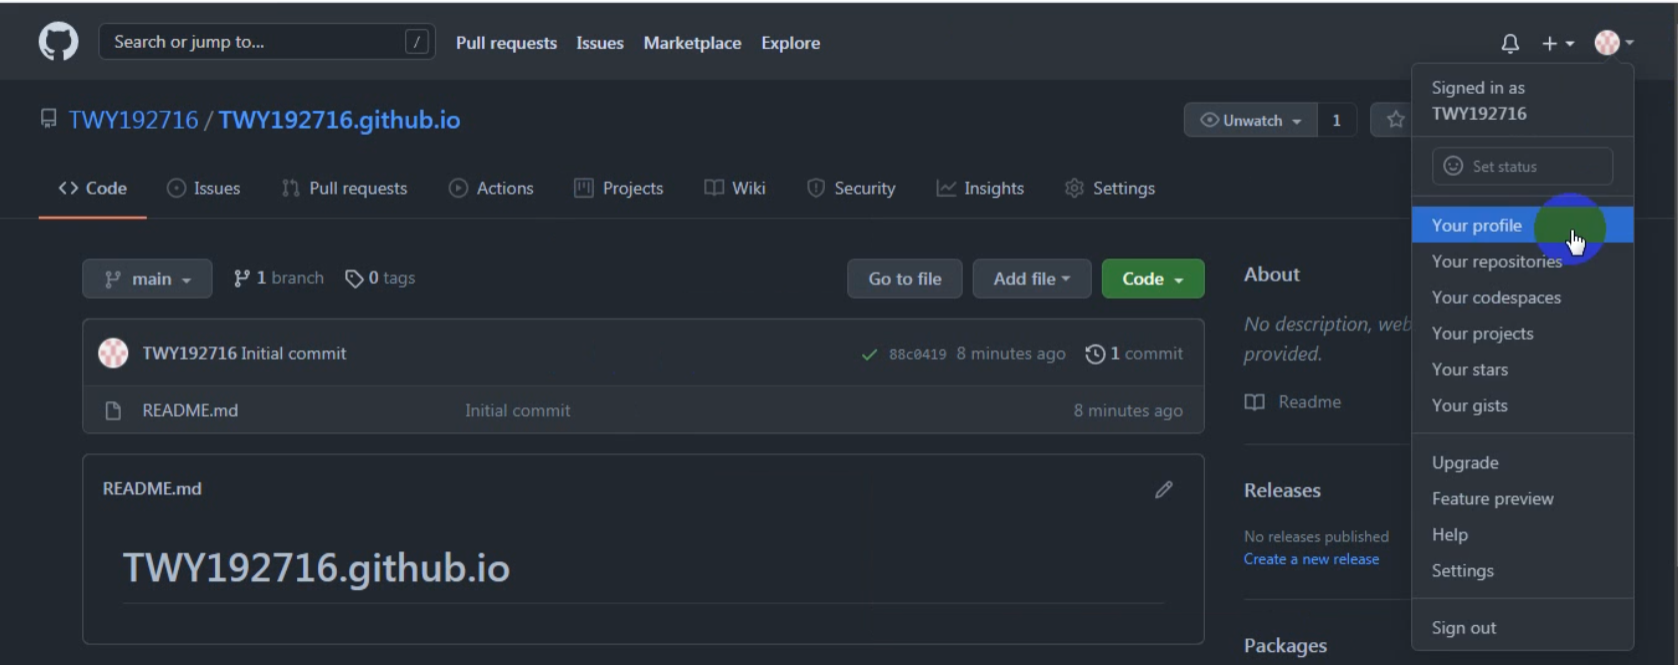 Search or jump to...
/
Pull requests
Issues
Marketplace
Explore
TWY192716 / TWY192716.github.io
Unwatch
1
<> Code
Issues
Pull requests
Actions
Projects
Wiki
Security
Insights
Settings
main
1 branch
0 tags
Go to file
Add file
Code
TWY192716 Initial commit
88c0419 8 minutes ago
1 commit
README.md
Initial commit
8 minutes ago
README.md
TWY192716.github.io
About
No description,
provided.
Readme
Releases
No releases published
Create a new release
Packages
Signed in as
TWY192716
Set status
Your profile
Your repositories
Your codespaces
Your projects
Your stars
Your gists
Upgrade
Feature preview
Help
Settings
Sign out